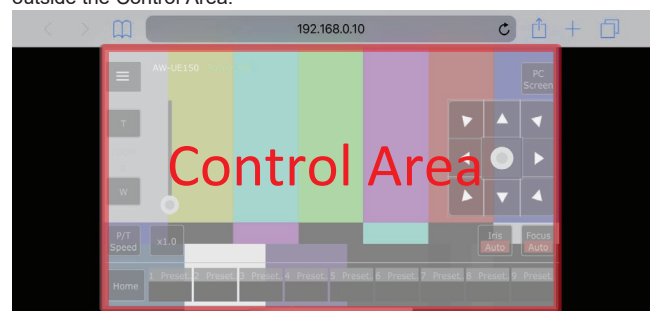 outside the Control Area.
192.168.0.10
AW-UE150
PC
Screen
T
Control Area
W
P/T
Speed
x1.0
Iris
Auto
Focus
Auto
Home
1 Preset. 2 Preset. 3 Preset. 4 Preset. 5 Preset. 6 Preset. 7 Preset. 8 Preset. 9 Preset.